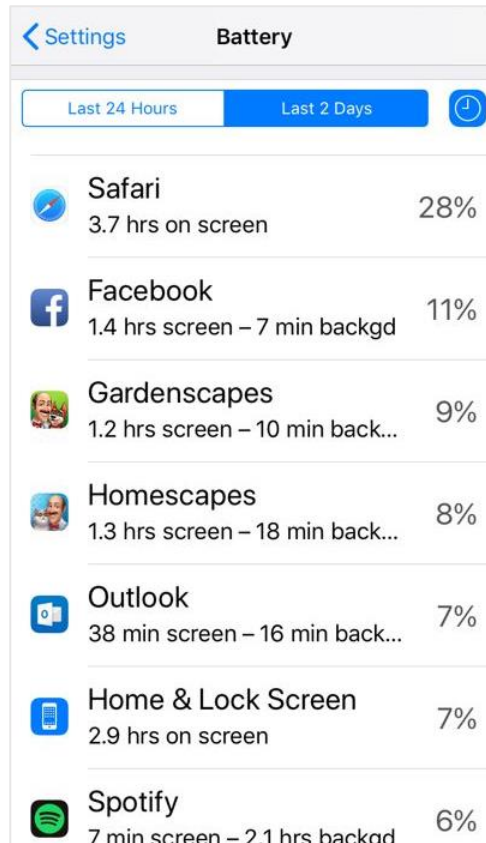 Settings
Battery
Last 24 Hours
Last 2 Days
Safari
28%
3.7 hrs on screen
Facebook
11%
1.4 hrs screen – 7 min backgd
Gardenscapes
9%
1.2 hrs screen – 10 min back...
Homescapes
8%
1.3 hrs screen – 18 min back...
Outlook
7%
38 min screen – 16 min back...
Home & Lock Screen
7%
2.9 hrs on screen
Spotify
6%
7 min screen – 2.1 hrs backgd